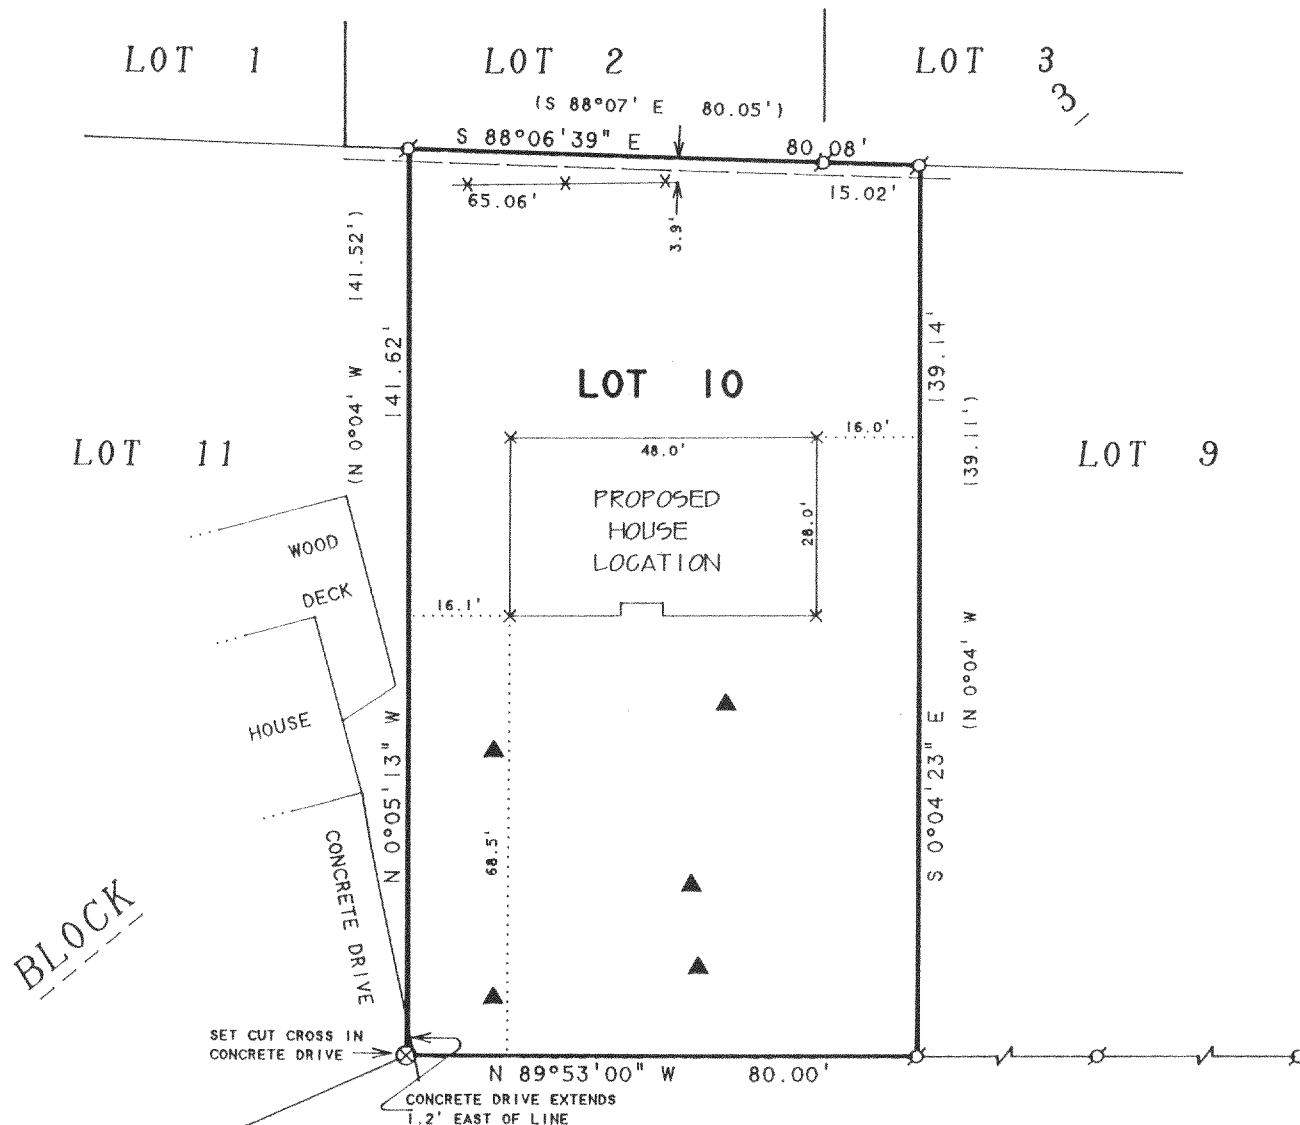 LOT 1
LOT 2
LOT 3
3
(S 88°07' E 80.05')
S 88°06'39" E 80.08'
65.06'
15.02'
3.9'
(N 0°04' W 141.52')
141.62'
139.14'
139.11')
LOT 10
LOT 11
LOT 9
16.0'
48.0'
PROPOSED
HOUSE
LOCATION
28.0'
WOOD
DECK
16.1'
HOUSE
N 0°05'13" W
(N 0°04' W
S 0°04'23" E
68.5'
CONCRETE DRIVE
BLOCK
SET CUT CROSS IN
CONCRETE DRIVE
N 89°53'00" W 80.00'
CONCRETE DRIVE EXTENDS
1.2' EAST OF LINE